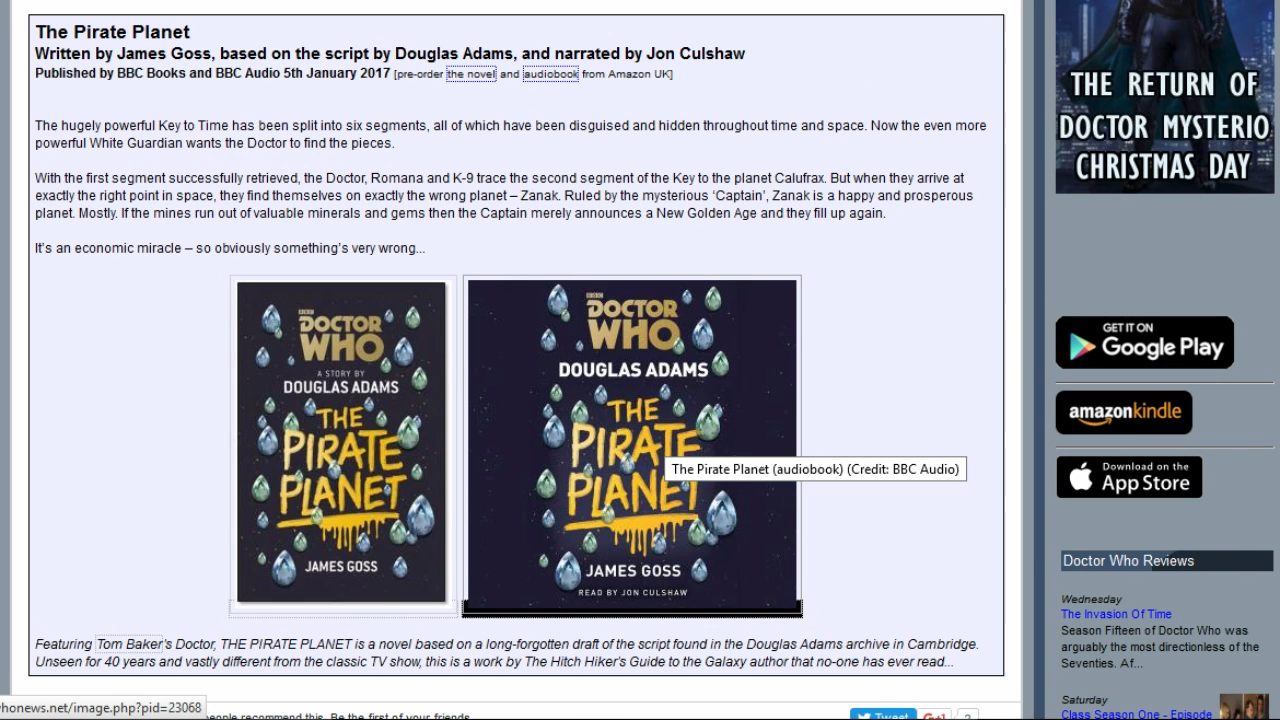 The Pirate Planet
Written by James Goss, based on the script by Douglas Adams, and narrated by Jon Culshaw
Published by BBC Books and BBC Audio 5th January 2017 [pre-order the novel and audiobook from Amazon UK]
The hugely powerful Key to Time has been split into six segments, all of which have been disguised and hidden throughout time and space. Now the even more
powerful White Guardian wants the Doctor to find the pieces.
With the first segment successfully retrieved, the Doctor, Romana and K-9 trace the second segment of the Key to the planet Calufrax. But when they arrive at
exactly the right point in space, they find themselves on exactly the wrong planet – Zanak. Ruled by the mysterious ‘Captain’, Zanak is a happy and prosperous
planet. Mostly. If the mines run out of valuable minerals and gems then the Captain merely announces a New Golden Age and they fill up again.
It’s an economic miracle – so obviously something’s very wrong...
BBC
DOCTOR
WHO
A STORY BY
DOUGLAS ADAMS
THE
PIRATE
PLANET
JAMES GOSS
BBC
DOCTOR
WHO
DOUGLAS ADAMS
THE
PIRATE
PLANET
JAMES GOSS
READ BY JON CULSHAW
The Pirate Planet (audiobook) (Credit: BBC Audio)
Featuring Tom Baker's Doctor, THE PIRATE PLANET is a novel based on a long-forgotten draft of the script found in the Douglas Adams archive in Cambridge.
Unseen for 40 years and vastly different from the classic TV show, this is a work by The Hitch Hiker's Guide to the Galaxy author that no-one has ever read...
honews.net/image.php?pid=23068
people recommend this. Be the first of your friends.
Tweet
G+1
2
THE RETURN OF
DOCTOR MYSTERIO
CHRISTMAS DAY
GET IT ON
Google Play
amazonkindle
Download on the
App Store
Doctor Who Reviews
Wednesday
The Invasion Of Time
Season Fifteen of Doctor Who was
arguably the most directionless of the
Seventies. Af...
Saturday
Class Season One - Episode